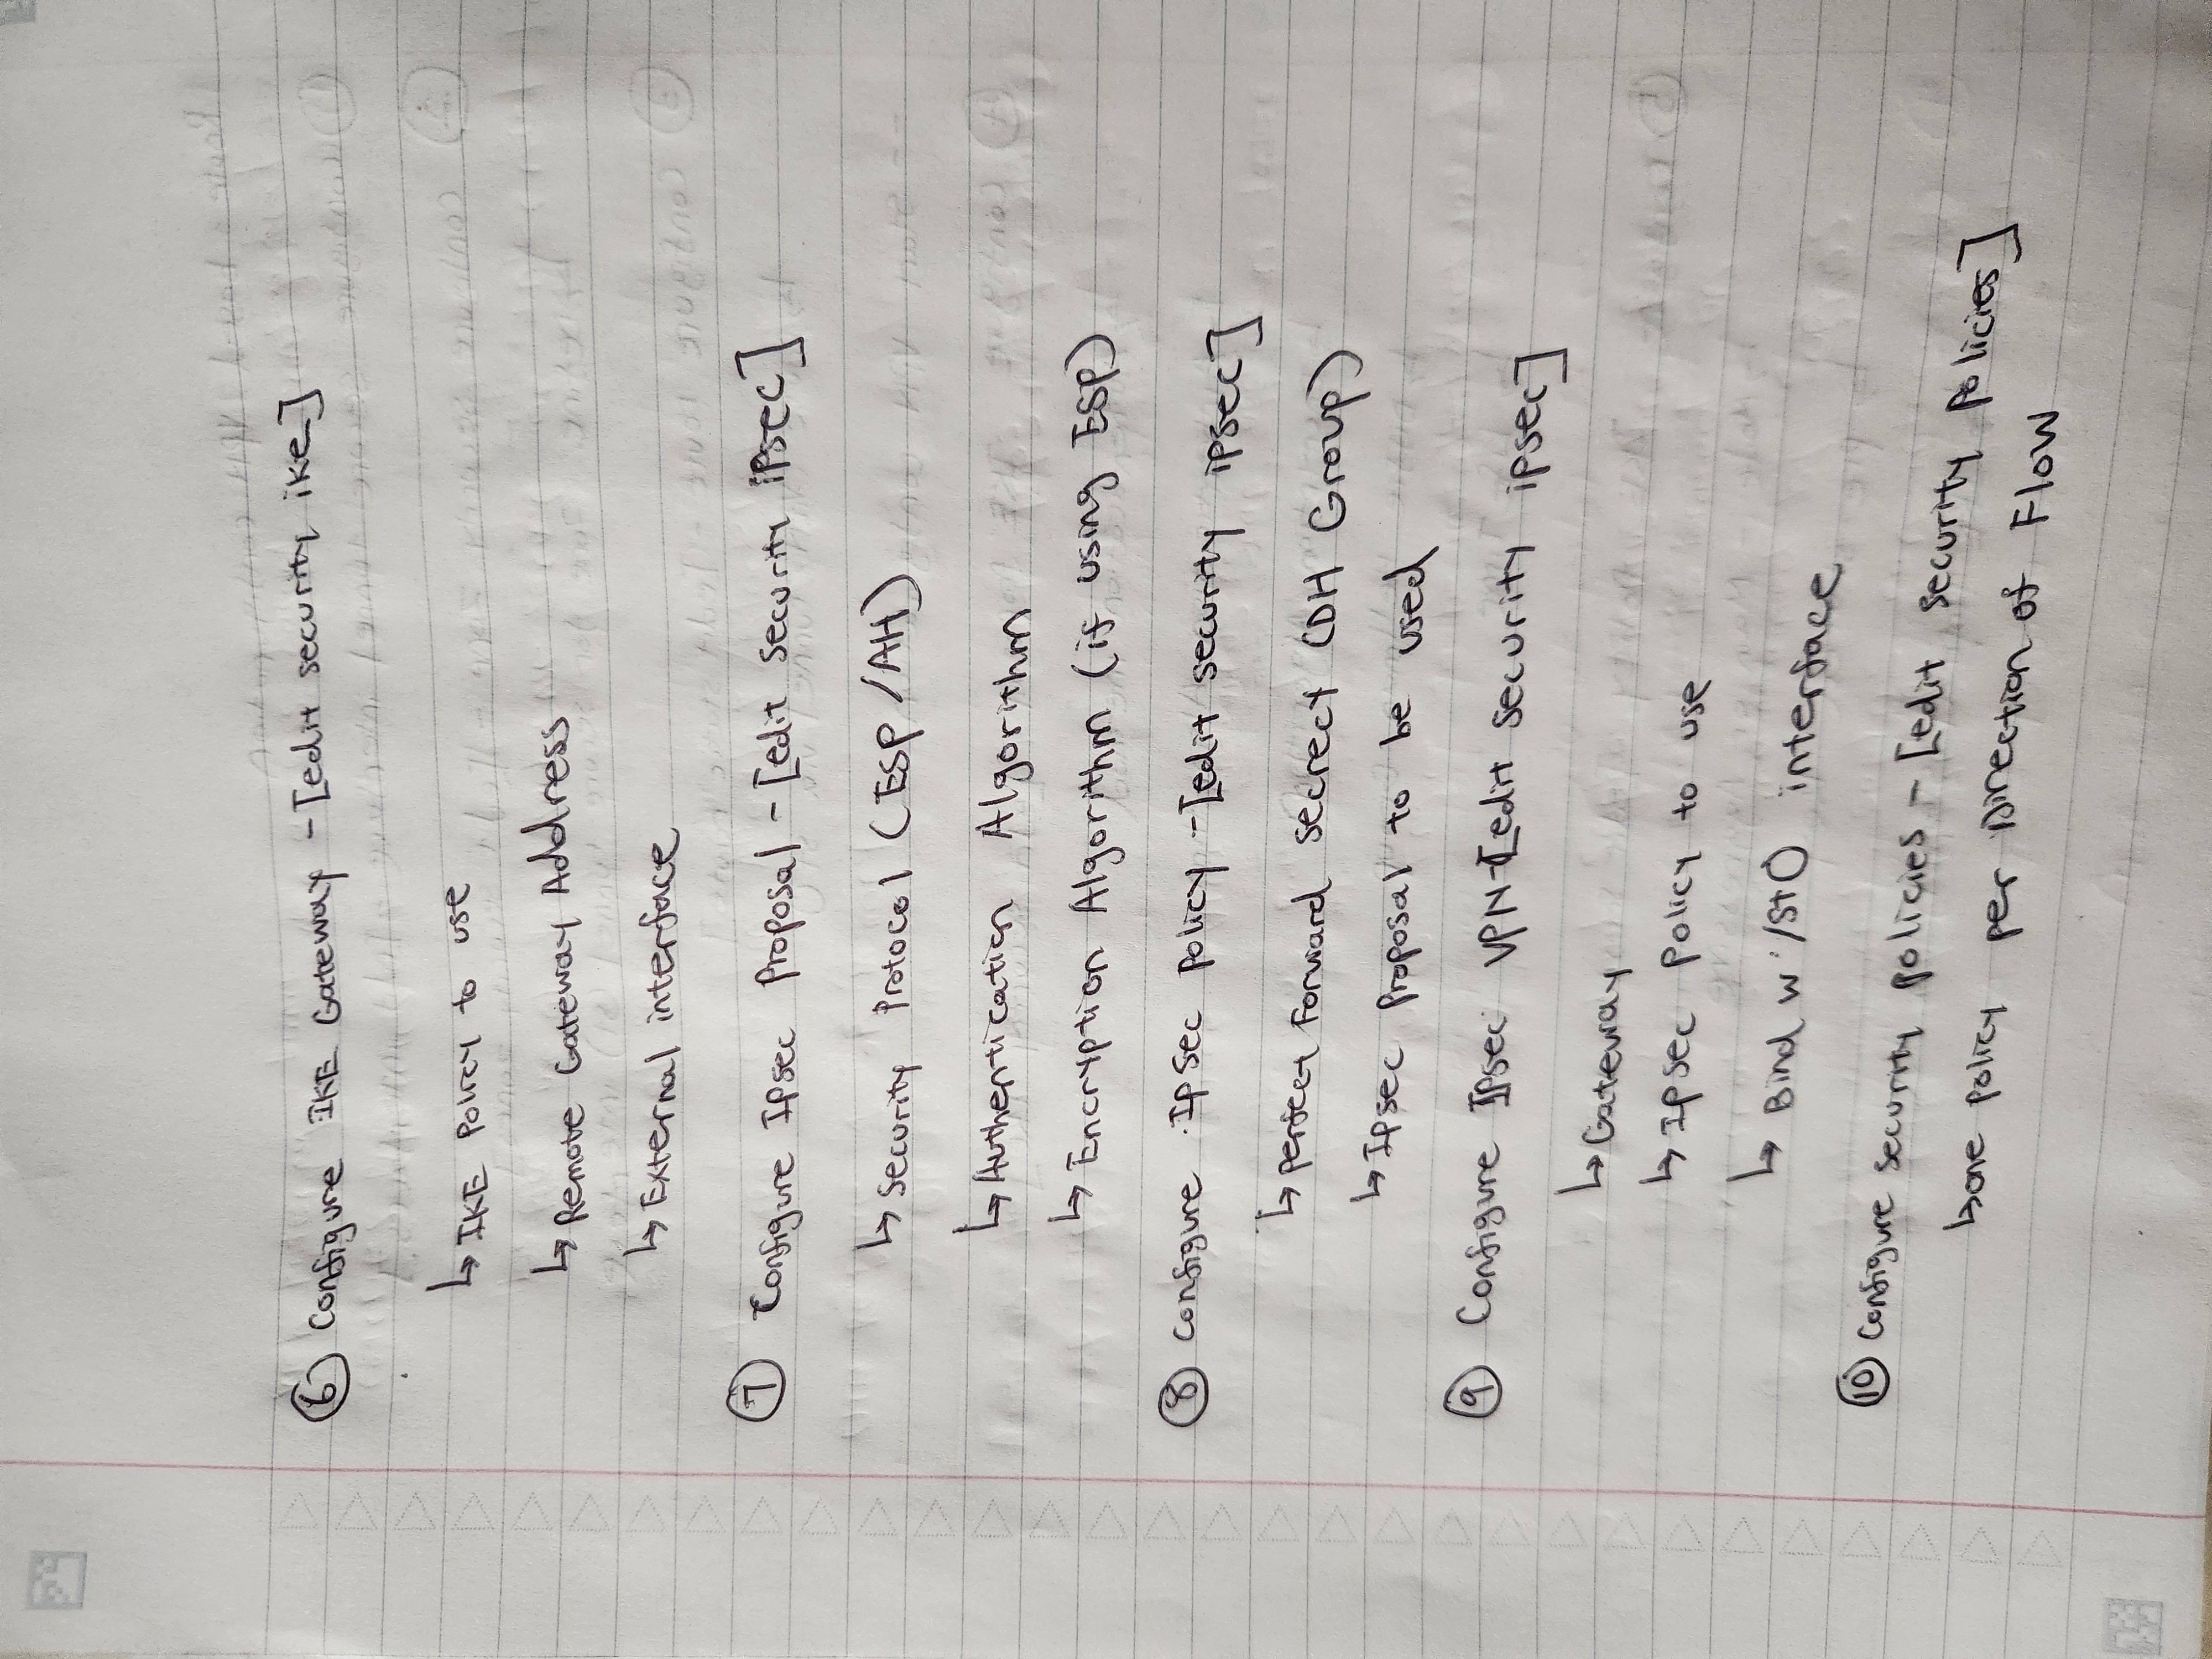 ⑥ Configure IKE Gateway - [edit security ike]
↳ IKE Policy to use
↳ Remote Gateway Address
↳ External interface
⑦ Configure Ipsec Proposal - [edit security ipsec]
↳ Security Protocol (ESP/AH)
↳ Authentication Algorithm
↳ Encryption Algorithm (if using ESP)
⑧ Configure Ipsec Policy - [edit security ipsec]
↳ Perfect Forward Secrecy (DH Group)
↳ Ipsec Proposal to be used
⑨ Configure Ipsec VPN - [edit security ipsec]
↳ Gateway
↳ Ipsec Policy to use
↳ Bind w/st0 interface
⑩ Configure security policies - [edit security policies]
↳ one policy per Direction of Flow